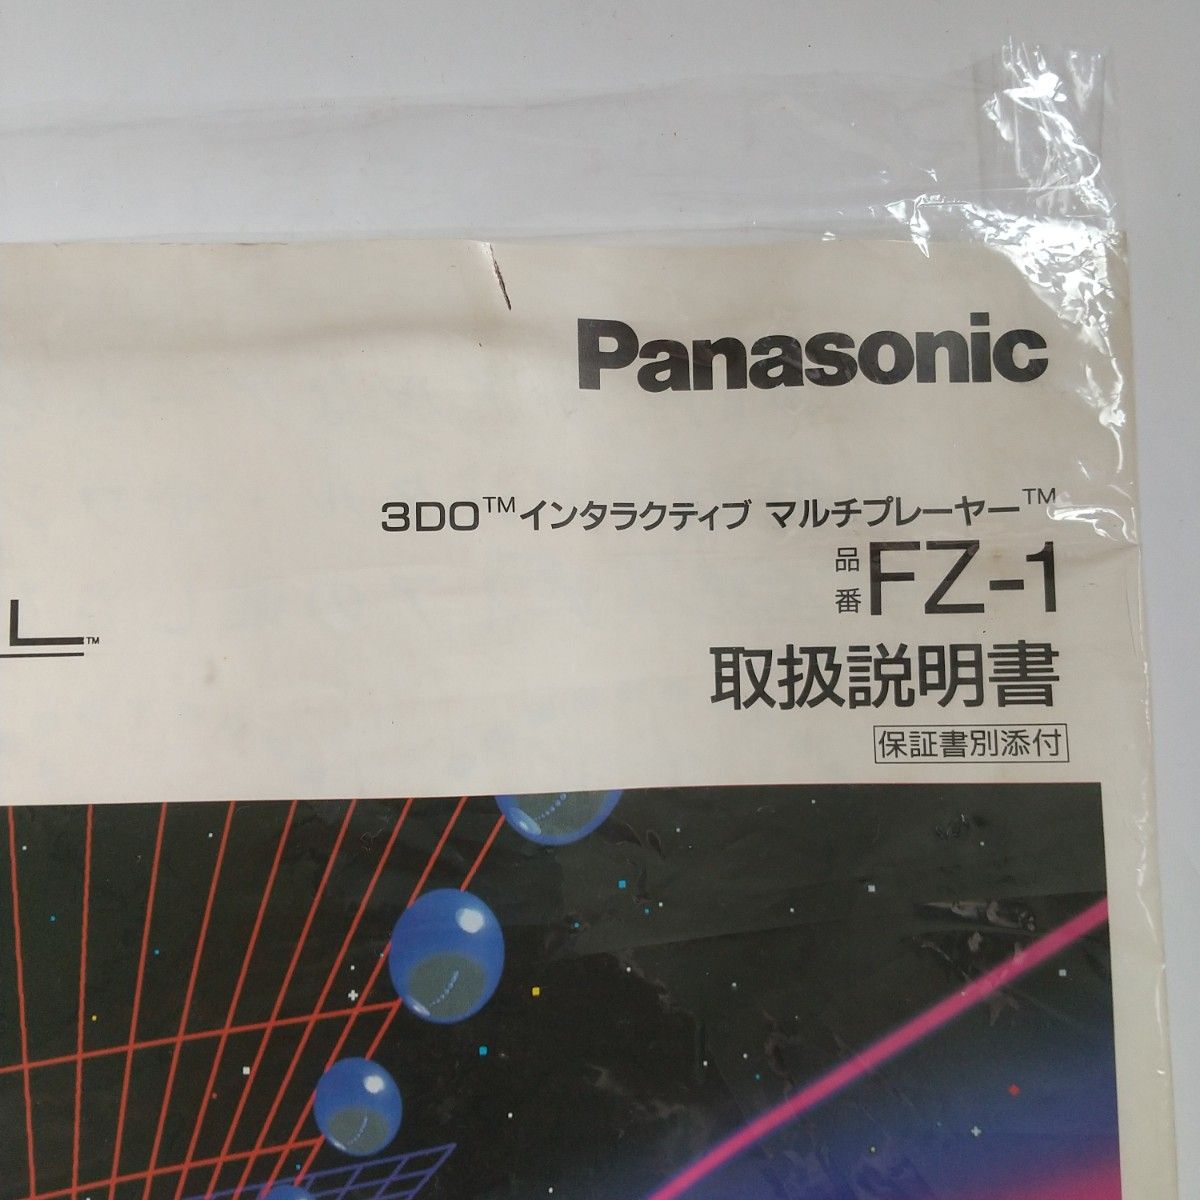 Panasonic
3DO™インタラクティブ マルチプレーヤー™
品番 FZ-1
L™
取扱説明書
保証書別添付